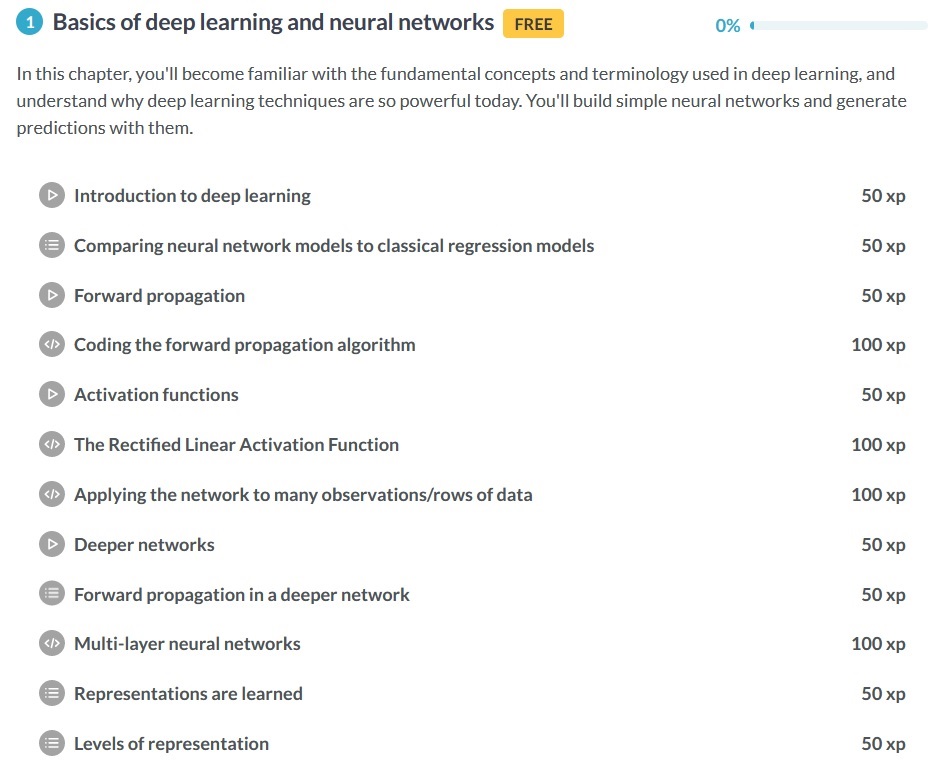 1 Basics of deep learning and neural networks FREE 0%
In this chapter, you'll become familiar with the fundamental concepts and terminology used in deep learning, and
understand why deep learning techniques are so powerful today. You'll build simple neural networks and generate
predictions with them.
Introduction to deep learning 50 xp
Comparing neural network models to classical regression models 50 xp
Forward propagation 50 xp
</> Coding the forward propagation algorithm 100 xp
Activation functions 50 xp
</> The Rectified Linear Activation Function 100 xp
</> Applying the network to many observations/rows of data 100 xp
Deeper networks 50 xp
Forward propagation in a deeper network 50 xp
</> Multi-layer neural networks 100 xp
Representations are learned 50 xp
Levels of representation 50 xp